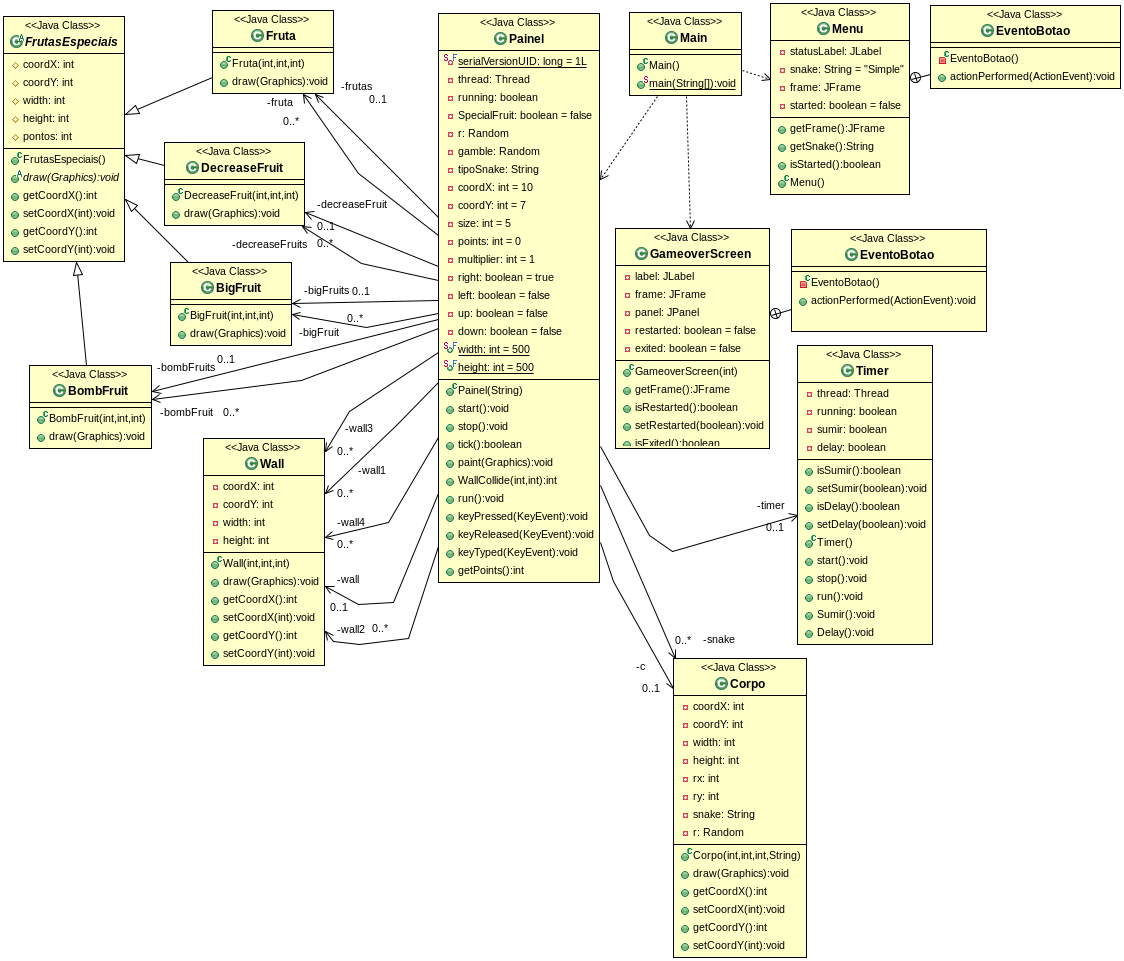 <<Java Class>>
FrutasEspeciais
coordX: int
coordY: int
width: int
height: int
pontos: int
FrutasEspeciais()
draw(Graphics):void
getCoordX():int
setCoordX(int):void
getCoordY():int
setCoordY(int):void
<<Java Class>>
Fruta
Fruta(int,int,int)
draw(Graphics):void
<<Java Class>>
DecreaseFruit
DecreaseFruit(int,int,int)
draw(Graphics):void
<<Java Class>>
BigFruit
BigFruit(int,int,int)
draw(Graphics):void
<<Java Class>>
BombFruit
BombFruit(int,int,int)
draw(Graphics):void
<<Java Class>>
Wall
coordX: int
coordY: int
width: int
height: int
Wall(int,int,int)
draw(Graphics):void
getCoordX():int
setCoordX(int):void
getCoordY():int
setCoordY(int):void
-fruta
0..*
-frutas
0..1
-decreaseFruit
0..1
-decreaseFruits
0..*
-bigFruits
0..1
0..*
-bigFruit
0..1
-bombFruits
-bombFruit
0..*
-wall3
0..*
-wall1
0..*
-wall4
0..*
-wall
0..1
-wall2
0..*
<<Java Class>>
Painel
serialVersionUID: long = 1L
thread: Thread
running: boolean
SpecialFruit: boolean = false
r: Random
gamble: Random
tipoSnake: String
coordX: int = 10
coordY: int = 7
size: int = 5
points: int = 0
multiplier: int = 1
right: boolean = true
left: boolean = false
up: boolean = false
down: boolean = false
width: int = 500
height: int = 500
Painel(String)
start():void
stop():void
tick():boolean
paint(Graphics):void
WallCollide(int,int):int
run():void
keyPressed(KeyEvent):void
keyReleased(KeyEvent):void
keyTyped(KeyEvent):void
getPoints():int
<<Java Class>>
Main
Main()
main(String[]):void
<<Java Class>>
Menu
statusLabel: JLabel
snake: String = "Simple"
frame: JFrame
started: boolean = false
getFrame():JFrame
getSnake():String
isStarted():boolean
Menu()
<<Java Class>>
EventoBotao
EventoBotao()
actionPerformed(ActionEvent):void
<<Java Class>>
GameoverScreen
label: JLabel
frame: JFrame
panel: JPanel
restarted: boolean = false
exited: boolean = false
GameoverScreen(int)
getFrame():JFrame
isRestarted():boolean
setRestarted(boolean):void
isExited():boolean
<<Java Class>>
EventoBotao
EventoBotao()
actionPerformed(ActionEvent):void
<<Java Class>>
Timer
thread: Thread
running: boolean
sumir: boolean
delay: boolean
isSumir():boolean
setSumir(boolean):void
isDelay():boolean
setDelay(boolean):void
Timer()
start():void
stop():void
run():void
Sumir():void
Delay():void
-timer
0..1
0..*
-snake
-c
0..1
<<Java Class>>
Corpo
coordX: int
coordY: int
width: int
height: int
rx: int
ry: int
snake: String
r: Random
Corpo(int,int,int,String)
draw(Graphics):void
getCoordX():int
setCoordX(int):void
getCoordY():int
setCoordY(int):void